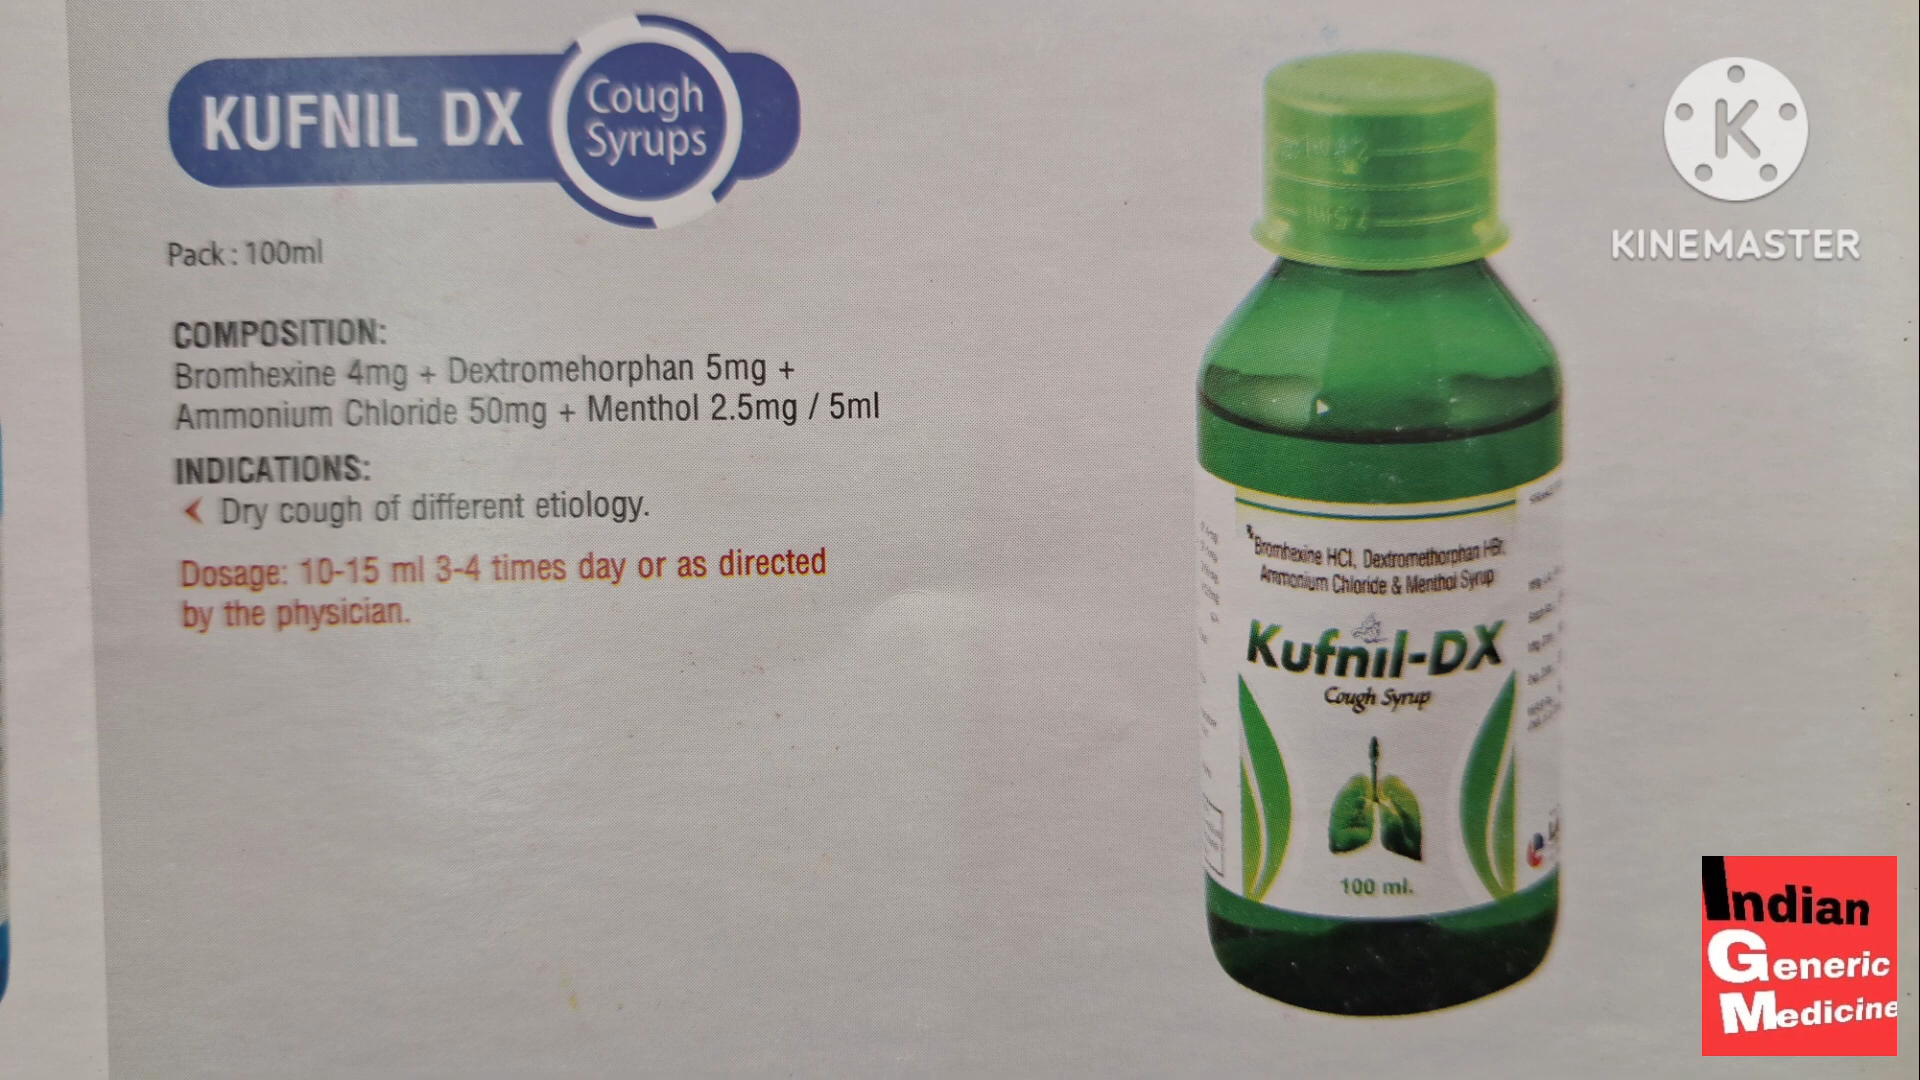 KUFNIL DX
Cough
Syrups
Pack : 100ml
COMPOSITION:
Bromhexine 4mg + Dextromehorphan 5mg +
Ammonium Chloride 50mg + Menthol 2.5mg / 5ml
INDICATIONS:
Dry cough of different etiology.
Dosage: 10-15 ml 3-4 times day or as directed
by the physician.
Bromhexine HCl, Dextromethorphan HBr,
Ammonium Chloride & Menthol Syrup
Kufnil-DX
Cough Syrup
100 ml.
K
KINEMASTER
Indian
Generic
Medicine